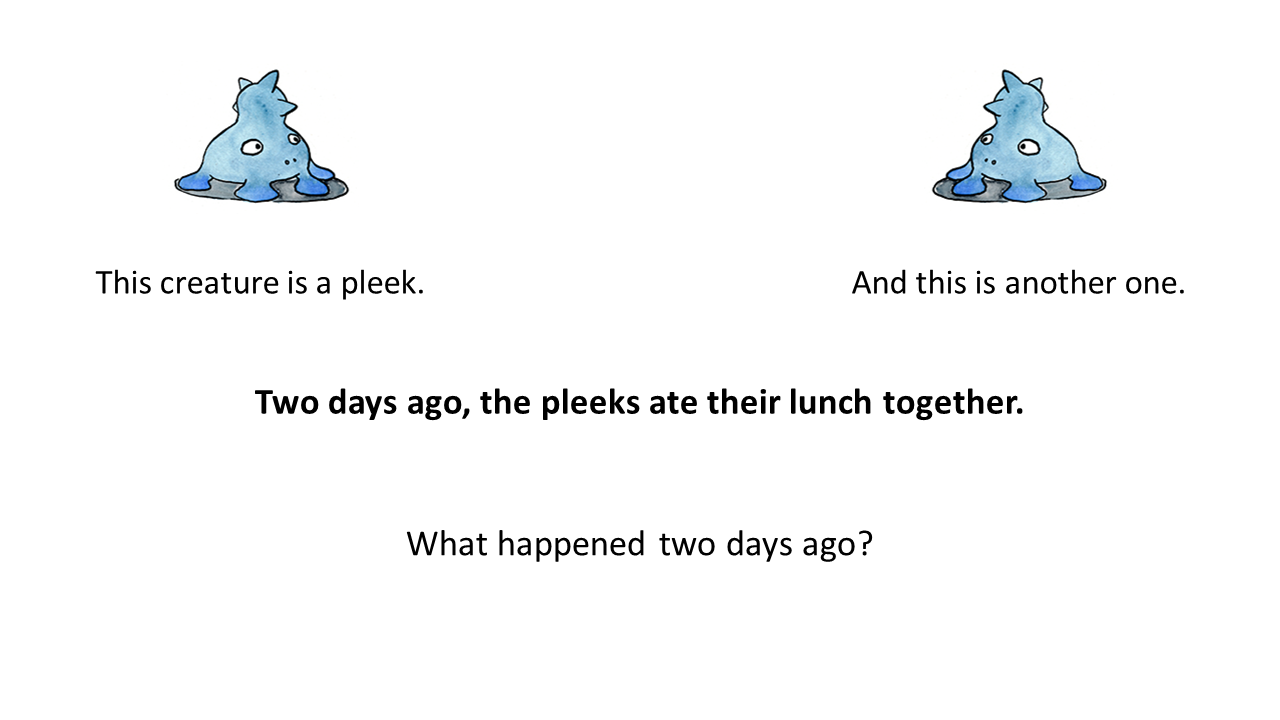 This creature is a pleek.
And this is another one.
Two days ago, the pleeks ate their lunch together.
What happened two days ago?